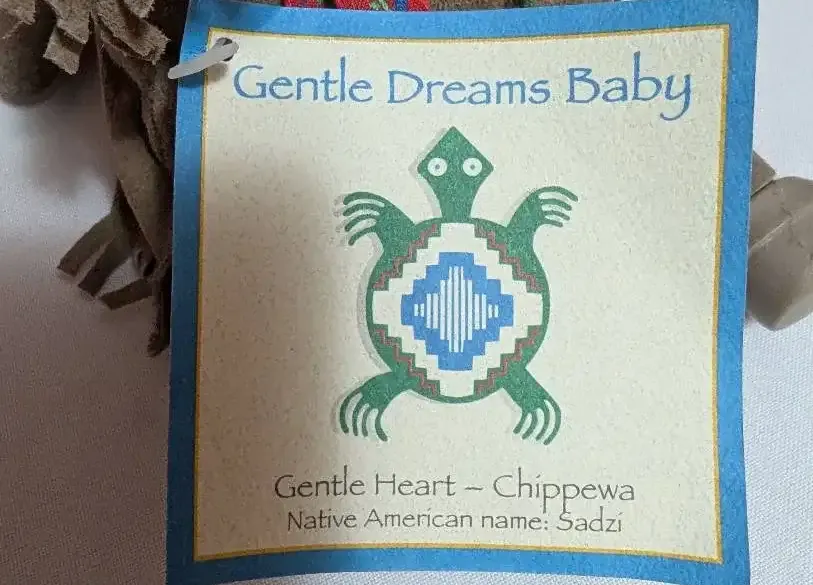 Gentle Dreams Baby
Gentle Heart – Chippewa
Native American name: Sadzi